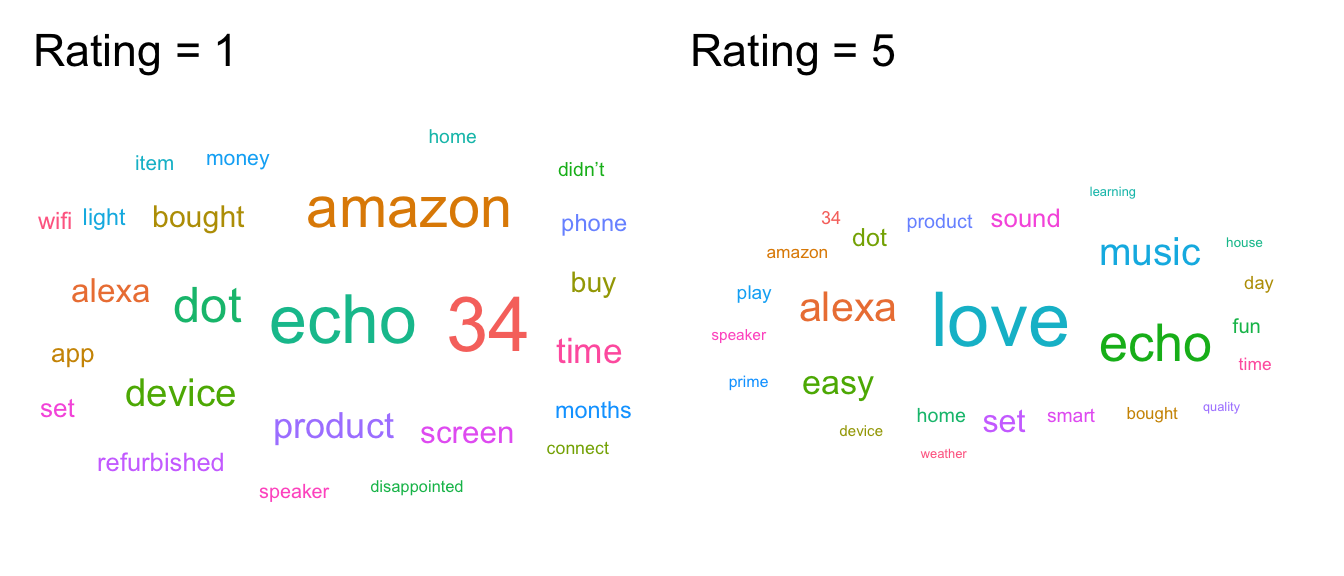 Rating = 1
home
item money
didn't
wifi light bought amazon phone
alexa dot echo 34 buy
app time
device
set product screen months
connect
refurbished
speaker disappointed
Rating = 5
learning
34 dot product sound
amazon music house
play alexa love day
speaker echo fun
time
prime easy
home set smart bought quality
device
weather